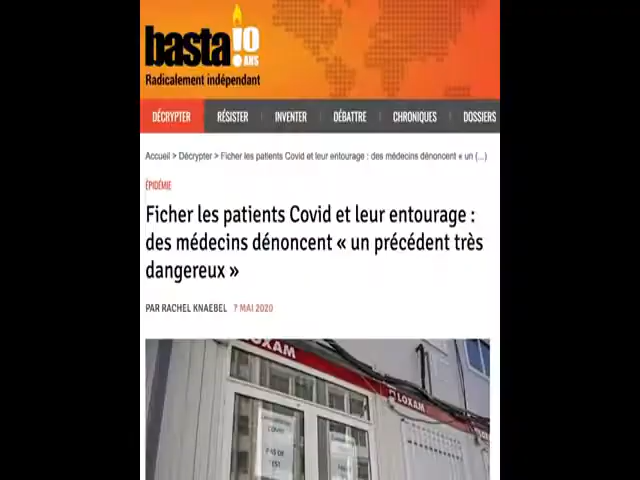 basta!
10
ANS
Radicalement indépendant
DÉCRYPTER
RÉSISTER
INVENTER
DÉBATTRE
CHRONIQUES
DOSSIERS
Accueil > Décrypter > Ficher les patients Covid et leur entourage : des médecins dénoncent « un (...)
ÉPIDÉMIE
Ficher les patients Covid et leur entourage :
des médecins dénoncent « un précédent très
dangereux »
PAR RACHEL KNAEBEL 7 MAI 2020
LOXAM
LOXAM
PAS DE